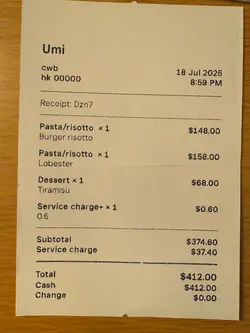 Umi
cwb
hk 00000
18 Jul 2025
8:59 PM
Receipt: Dzn7
Pasta/risotto × 1 $148.00
Burger risotto
Pasta/risotto × 1 $158.00
Lobester
Dessert × 1 $68.00
Tiramisu
Service charge+ × 1 $0.60
0.6
Subtotal $374.60
Service charge $37.40
Total $412.00
Cash $412.00
Change $0.00